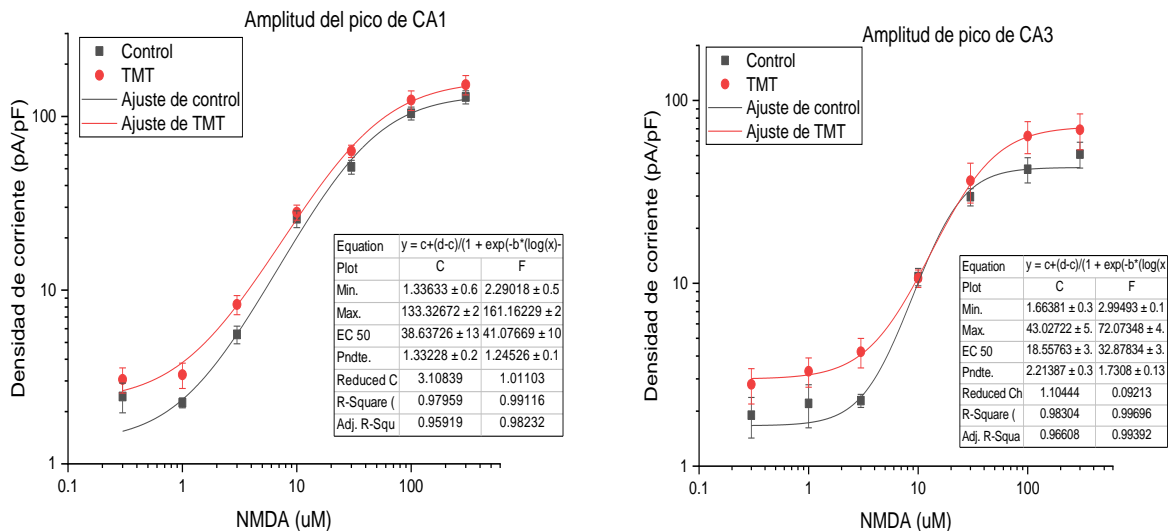 Amplitud del pico de CA1
Control
TMT
Ajuste de control
Ajuste de TMT
Densidad de corriente (pA/pF)
100
10
1
0.1 1 10 100
NMDA (uM)
Equation y = c+(d-c)/(1 + exp(-b*(log(x)-
Plot C F
Min. 1.33633 ± 0.6 2.29018 ± 0.5
Max. 133.32672 ± 2 161.16229 ± 2
EC 50 38.63726 ± 13 41.07669 ± 10
Pndte. 1.33228 ± 0.2 1.24526 ± 0.1
Reduced C 3.10839 1.01103
R-Square ( 0.97959 0.99116
Adj. R-Squ 0.95919 0.98232
Amplitud de pico de CA3
Control
TMT
Ajuste de control
Ajuste de TMT
Densidad de corriente (pA/pF)
100
10
1
0.1 1 10 100
NMDA (uM)
Equation y = c+(d-c)/(1 + exp(-b*(log(x
Plot C F
Min. 1.66381 ± 0.3 2.99493 ± 0.1
Max. 43.02722 ± 5. 72.07348 ± 4.
EC 50 18.55763 ± 3. 32.87834 ± 3.
Pndte. 2.21387 ± 0.3 1.7308 ± 0.13
Reduced Ch 1.10444 0.09213
R-Square ( 0.98304 0.99696
Adj. R-Squa 0.96608 0.99392